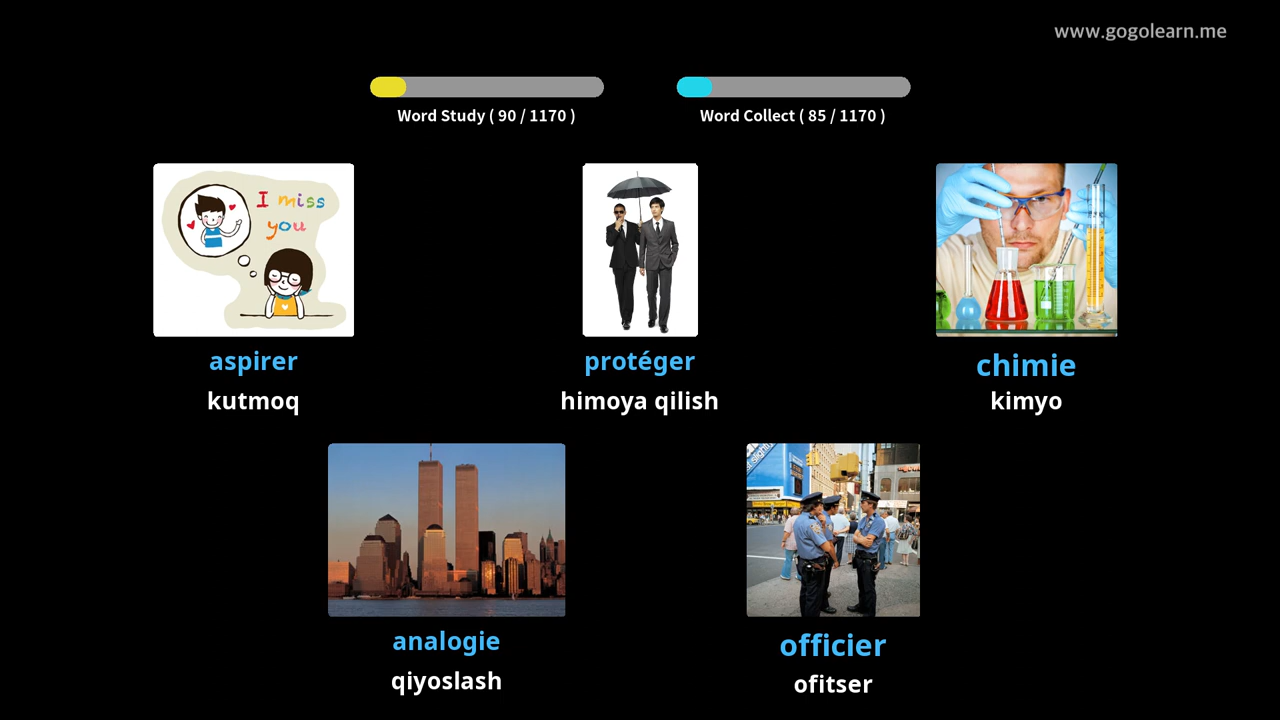 www.gogolearn.me
Word Study ( 90 / 1170 )
Word Collect ( 85 / 1170 )
I miss
you
aspirer
protéger
chimie
kutmoq
himoya qilish
kimyo
analogie
officier
qiyoslash
ofitser